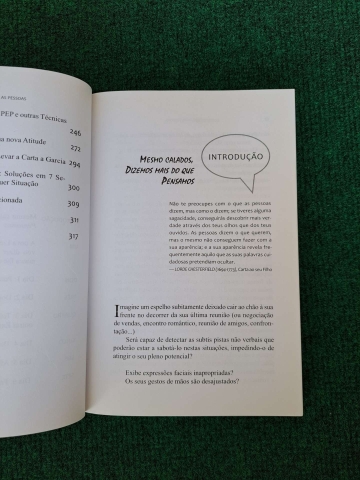 AS PESSOAS
PEP e outras Técnicas
246
a nova Atitude
272
evar a Carta a Garcia
294
: Soluções em 7 Se-
uer Situação
300
ionada
309
311
317
INTRODUÇÃO
MESMO CALADOS,
DIZEMOS MAIS DO QUE
PENSAMOS
Não te preocupes com o que as pessoas
dizem, mas como o dizem; se tiveres alguma
sagacidade, conseguirás descobrir mais ver-
dade através dos teus olhos que dos teus
ouvidos. As pessoas dizem o que querem,
mas o mesmo não conseguem fazer com a
sua aparência; e a sua aparência revela fre-
quentemente aquilo que as suas palavras cui-
dadosas pretendiam ocultar.
— LORDE CHESTERFIELD (1694-1773), Carta ao seu Filho
Imagine um espelho subitamente deixado cair ao chão à sua
frente no decorrer da sua última reunião (ou negociação
de vendas, encontro romântico, reunião de amigos, confron-
tação...)
Será capaz de detectar as subtis pistas não verbais que
poderão estar a sabotá-lo nestas situações, impedindo-o de
atingir o seu pleno potencial?
Exibe expressões faciais inapropriadas?
Os seus gestos de mãos são desajustados?